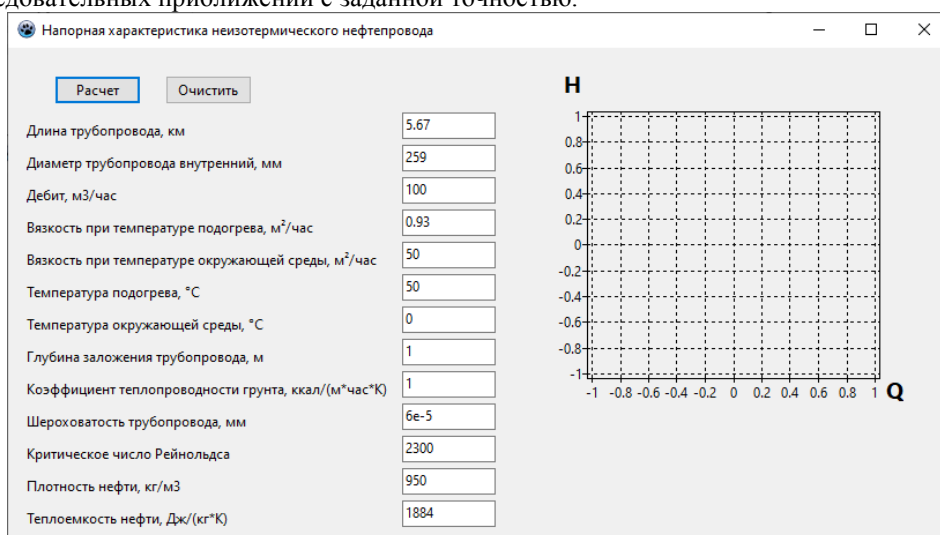 едовательных приближений с заданной точностью.
Напорная характеристика неизотермического нефтепровода
Расчет Очистить
Длина трубопровода, км 5.67
Диаметр трубопровода внутренний, мм 259
Дебит, м3/час 100
Вязкость при температуре подогрева, м²/час 0.93
Вязкость при температуре окружающей среды, м²/час 50
Температура подогрева, °C 50
Температура окружающей среды, °C 0
Глубина заложения трубопровода, м 1
Коэффициент теплопроводности грунта, ккал/(м*час*К) 1
Шероховатость трубопровода, мм 6e-5
Критическое число Рейнольдса 2300
Плотность нефти, кг/м3 950
Теплоемкость нефти, Дж/(кг*К) 1884
H
1
0.8
0.6
0.4
0.2
0
-0.2
-0.4
-0.6
-0.8
-1
-1 -0.8 -0.6 -0.4 -0.2 0 0.2 0.4 0.6 0.8 1 Q